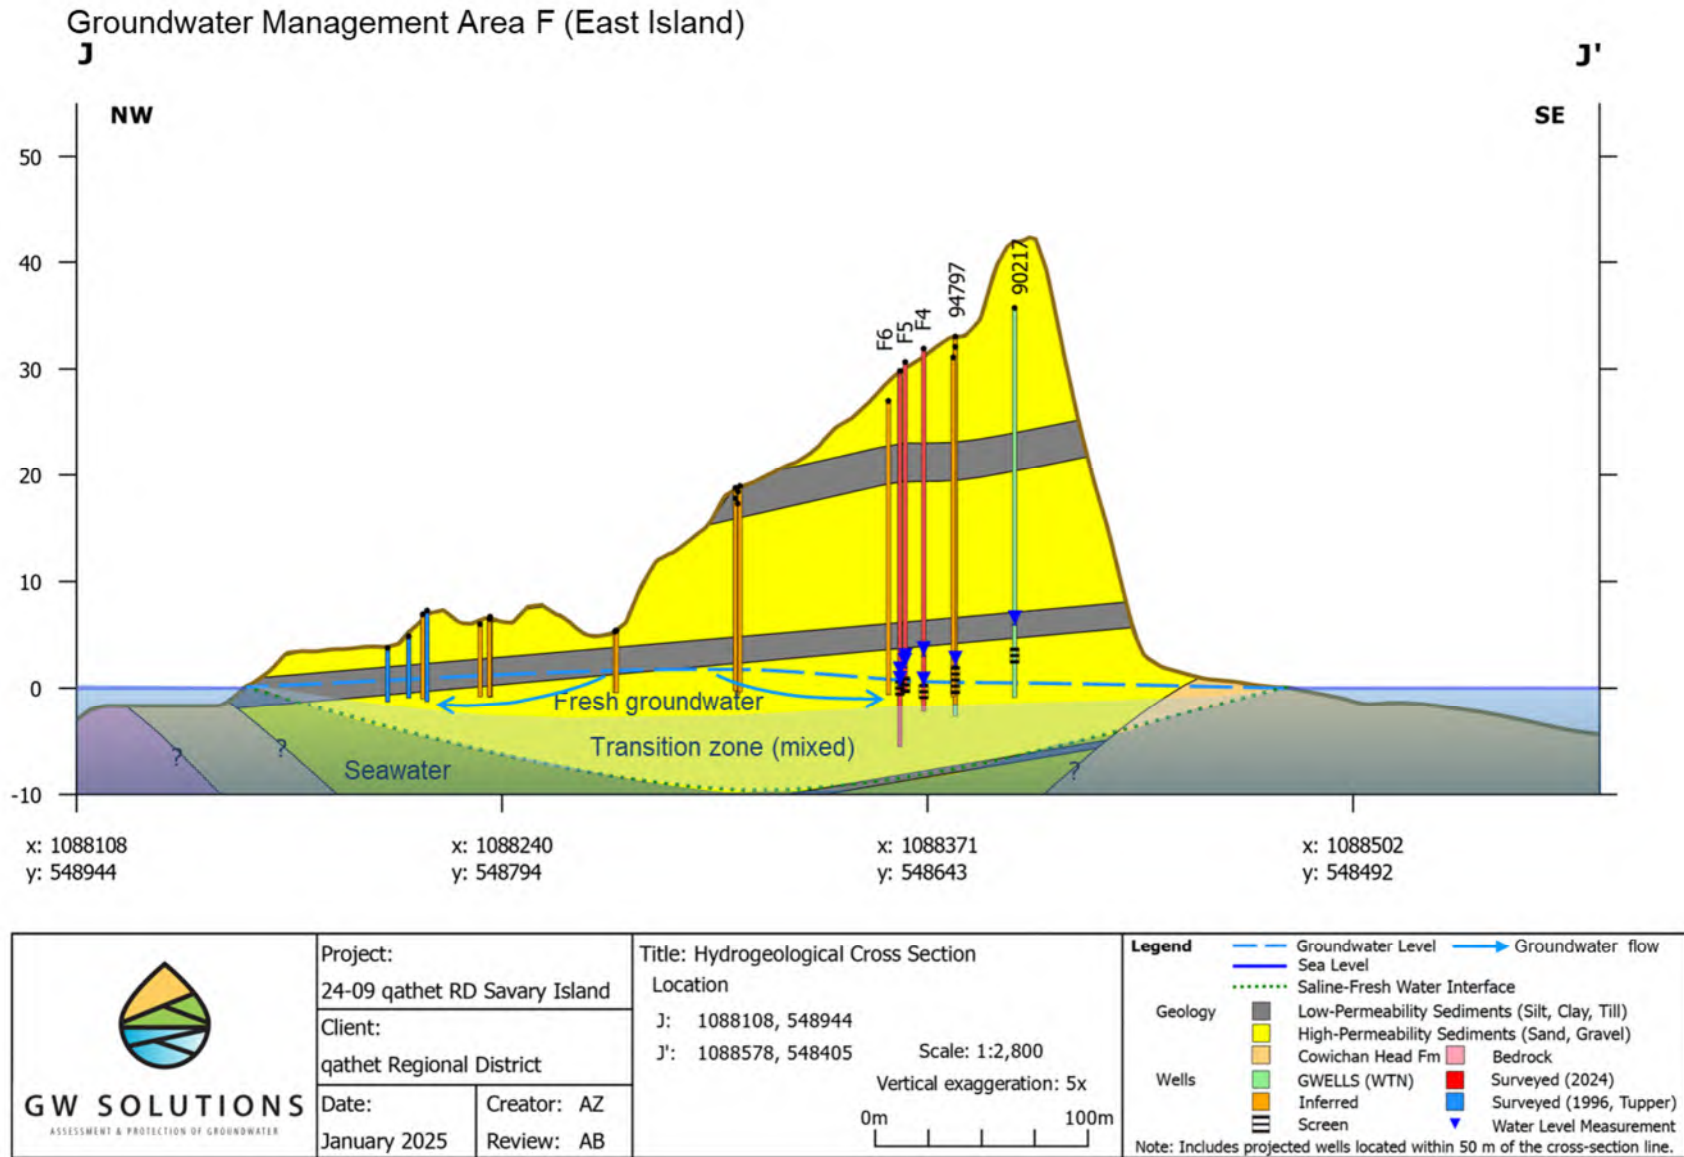 Groundwater Management Area F (East Island)
J
J'
NW
SE
50
40
30
20
10
0
-10
F6
F5
F4
94797
90217
Fresh groundwater
Transition zone (mixed)
Seawater
?
?
?
x: 1088108
y: 548944
x: 1088240
y: 548794
x: 1088371
y: 548643
x: 1088502
y: 548492
GW SOLUTIONS
ASSESSMENT & PROTECTION OF GROUNDWATER
Project:
24-09 qathet RD Savary Island
Client:
qathet Regional District
Date:
January 2025
Creator: AZ
Review: AB
Title: Hydrogeological Cross Section
Location
J: 1088108, 548944
J': 1088578, 548405
Scale: 1:2,800
Vertical exaggeration: 5x
0m 100m
Legend
Groundwater Level
Groundwater flow
Sea Level
Saline-Fresh Water Interface
Geology
Low-Permeability Sediments (Silt, Clay, Till)
High-Permeability Sediments (Sand, Gravel)
Cowichan Head Fm
Bedrock
Wells
GWELLS (WTN)
Surveyed (2024)
Inferred
Surveyed (1996, Tupper)
Screen
Water Level Measurement
Note: Includes projected wells located within 50 m of the cross-section line.